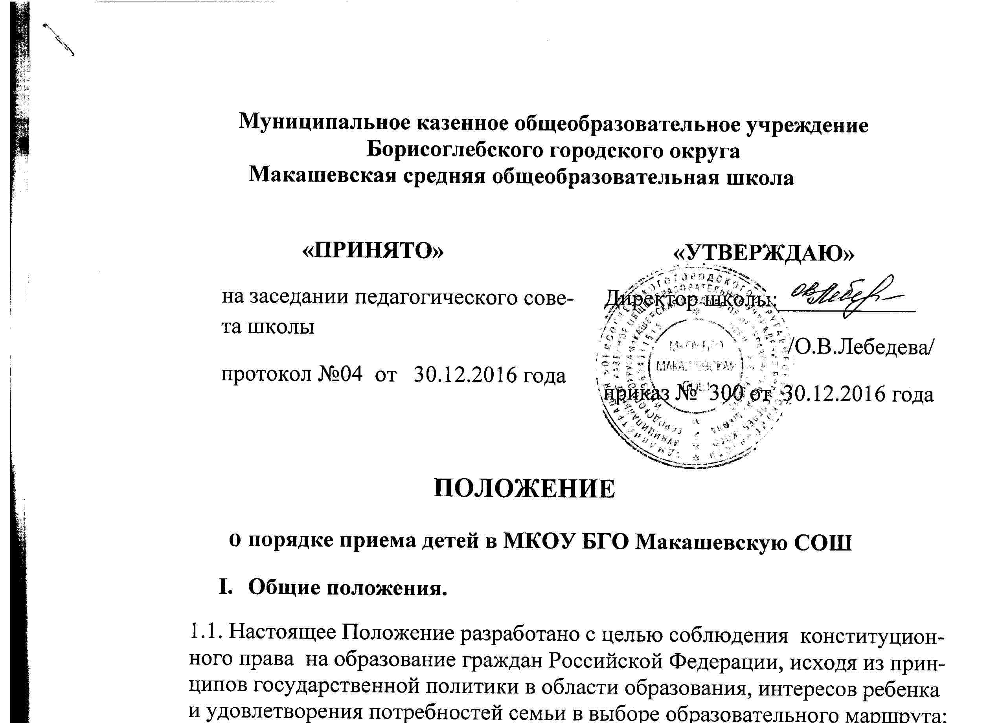 Муниципальное казенное общеобразовательное учреждение
Борисоглебского городского округа
Макашевская средняя общеобразовательная школа
«ПРИНЯТО»
на заседании педагогического сове-
та школы
протокол №04 от 30.12.2016 года
«УТВЕРЖДАЮ»
Директор школы:
/О.В.Лебедева/
приказ № 300 от 30.12.2016 года
ПОЛОЖЕНИЕ
о порядке приема детей в МКОУ БГО Макашевскую СОШ
I. Общие положения.
1.1. Настоящее Положение разработано с целью соблюдения конституцион-
ного права на образование граждан Российской Федерации, исходя из прин-
ципов государственной политики в области образования, интересов ребенка
и удовлетворения потребностей семьи в выборе образовательного маршрута;